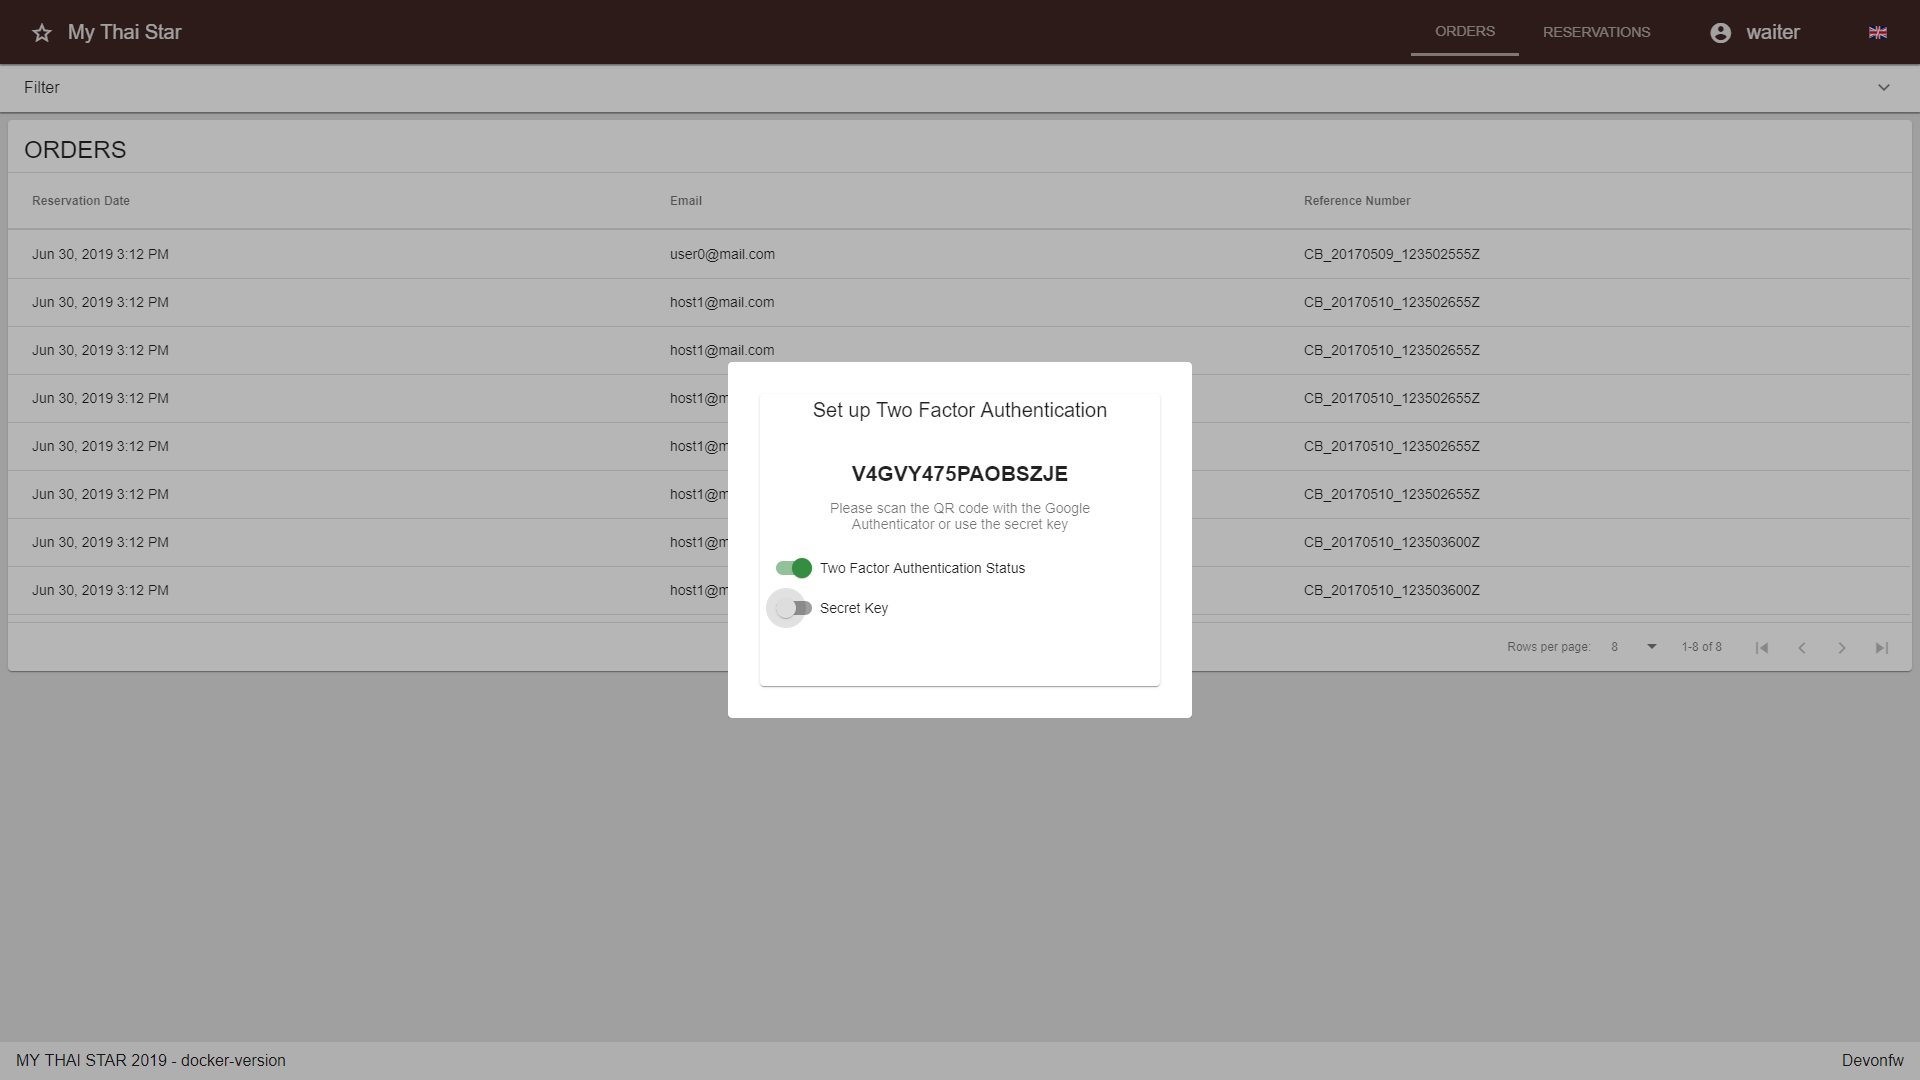 My Thai Star
ORDERS
RESERVATIONS
waiter
Filter
ORDERS
Reservation Date Email Reference Number
Jun 30, 2019 3:12 PM user0@mail.com CB_20170509_123502555Z
Jun 30, 2019 3:12 PM host1@mail.com CB_20170510_123502655Z
Jun 30, 2019 3:12 PM host1@mail.com CB_20170510_123502655Z
Jun 30, 2019 3:12 PM host1@m CB_20170510_123502655Z
Jun 30, 2019 3:12 PM host1@m CB_20170510_123502655Z
Jun 30, 2019 3:12 PM host1@m CB_20170510_123502655Z
Jun 30, 2019 3:12 PM host1@m CB_20170510_123503600Z
Jun 30, 2019 3:12 PM host1@m CB_20170510_123503600Z
Rows per page: 8 1-8 of 8
Set up Two Factor Authentication
V4GVY475PAOBSZJE
Please scan the QR code with the Google
Authenticator or use the secret key
Two Factor Authentication Status
Secret Key
MY THAI STAR 2019 - docker-version
Devonfw